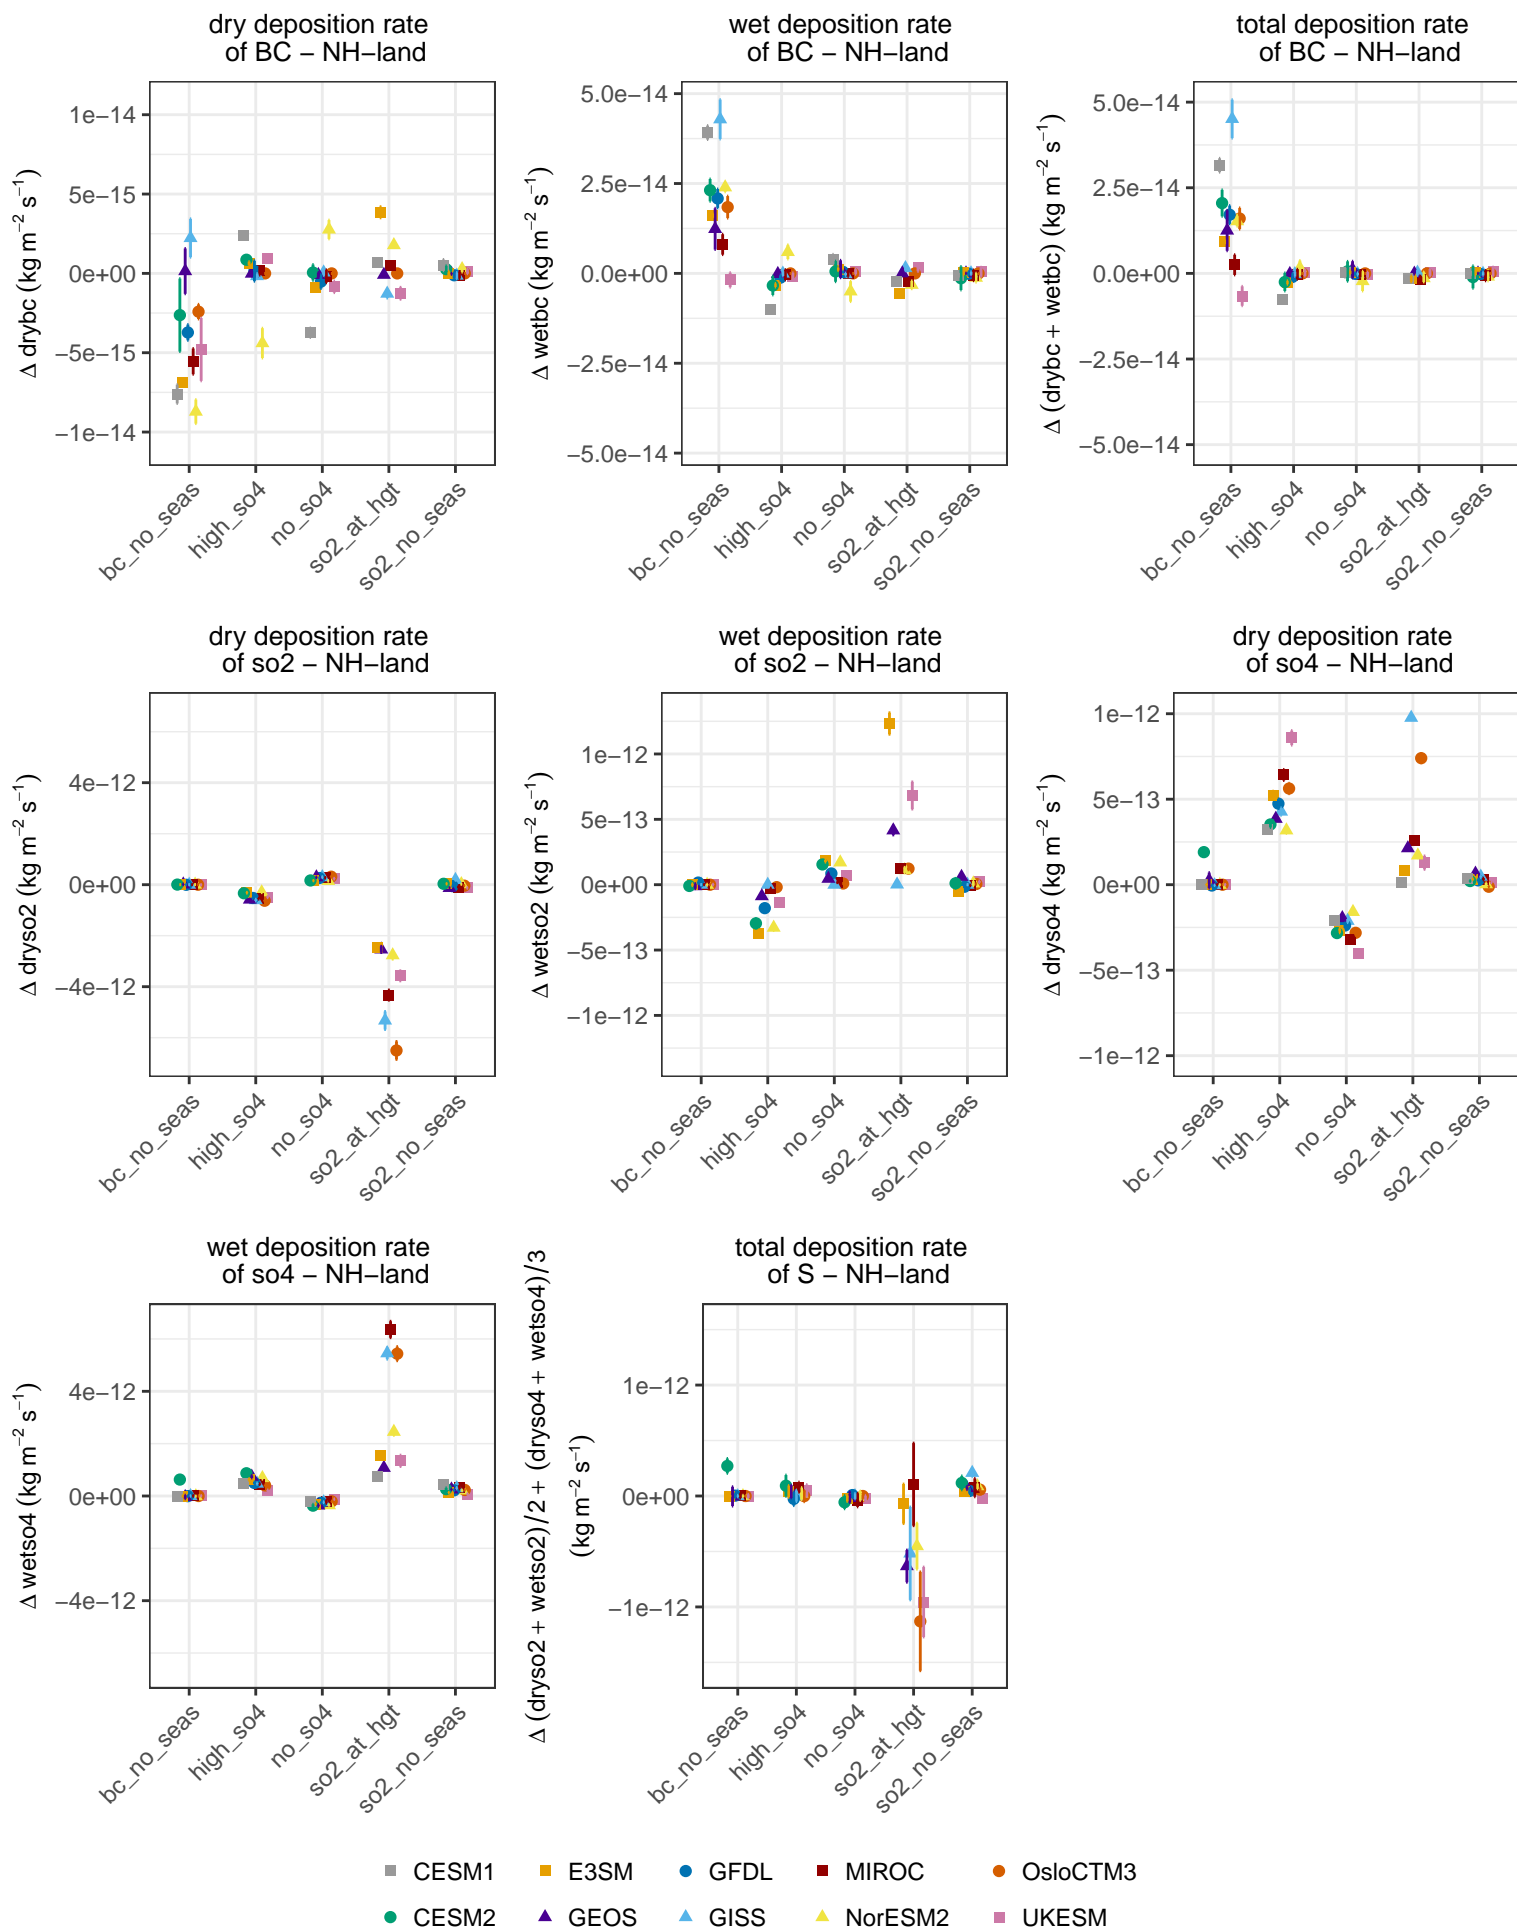 dry deposition rate
of BC − NH−land
Δ drybc (kg m−2 s−1)
1e−14
5e−15
0e+00
−5e−15
−1e−14
bc_no_seas
high_so4
no_so4
so2_at_hgt
so2_no_seas
wet deposition rate
of BC − NH−land
Δ wetbc (kg m−2 s−1)
5.0e−14
2.5e−14
0.0e+00
−2.5e−14
−5.0e−14
bc_no_seas
high_so4
no_so4
so2_at_hgt
so2_no_seas
total deposition rate
of BC − NH−land
Δ (drybc + wetbc) (kg m−2 s−1)
5.0e−14
2.5e−14
0.0e+00
−2.5e−14
−5.0e−14
bc_no_seas
high_so4
no_so4
so2_at_hgt
so2_no_seas
dry deposition rate
of so2 − NH−land
Δ dryso2 (kg m−2 s−1)
4e−12
0e+00
−4e−12
bc_no_seas
high_so4
no_so4
so2_at_hgt
so2_no_seas
wet deposition rate
of so2 − NH−land
Δ wetso2 (kg m−2 s−1)
1e−12
5e−13
0e+00
−5e−13
−1e−12
bc_no_seas
high_so4
no_so4
so2_at_hgt
so2_no_seas
dry deposition rate
of so4 − NH−land
Δ dryso4 (kg m−2 s−1)
1e−12
5e−13
0e+00
−5e−13
−1e−12
bc_no_seas
high_so4
no_so4
so2_at_hgt
so2_no_seas
wet deposition rate
of so4 − NH−land
Δ wetso4 (kg m−2 s−1)
4e−12
0e+00
−4e−12
bc_no_seas
high_so4
no_so4
so2_at_hgt
so2_no_seas
total deposition rate
of S − NH−land
Δ (dryso2 + wetso2)/2 + (dryso4 + wetso4)/3
(kg m−2 s−1)
1e−12
0e+00
−1e−12
bc_no_seas
high_so4
no_so4
so2_at_hgt
so2_no_seas
CESM1 E3SM GFDL MIROC OsloCTM3
CESM2 GEOS GISS NorESM2 UKESM